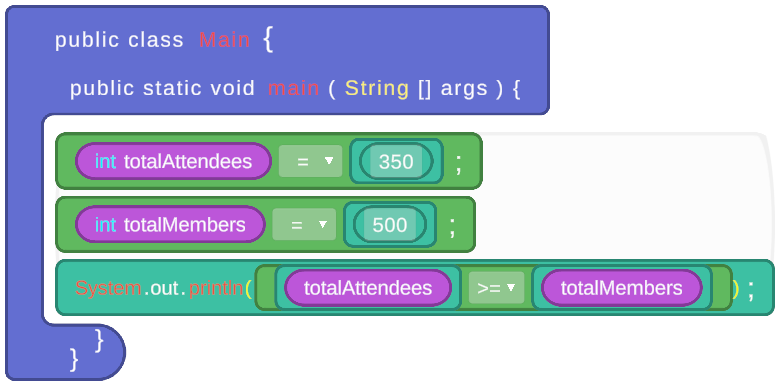 public class Main {
public static void main ( String [] args ) {
int totalAttendees = ▼ 350 ;
int totalMembers = ▼ 500 ;
System.out.println( totalAttendees >= ▼ totalMembers ) ;
}
}